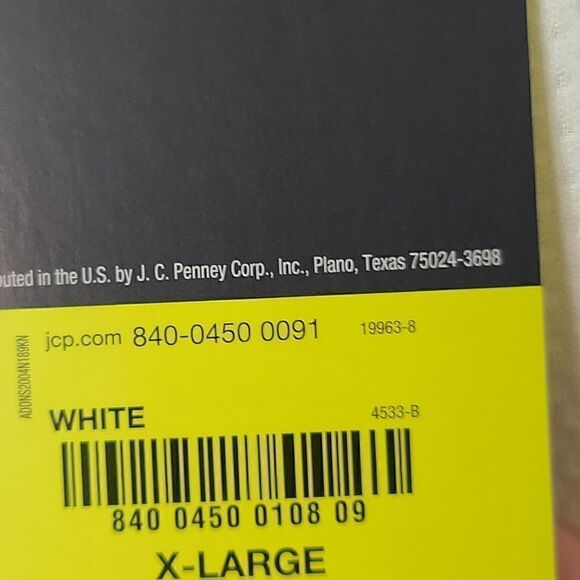 in the U.S. by J. C. Penney Corp., Inc., Plano, Texas 75024-3698
jcp.com 840-0450 0091 19963-8
ADDNS2004N189KN
WHITE 4533-B
840 0450 0108 09
X-LARGE